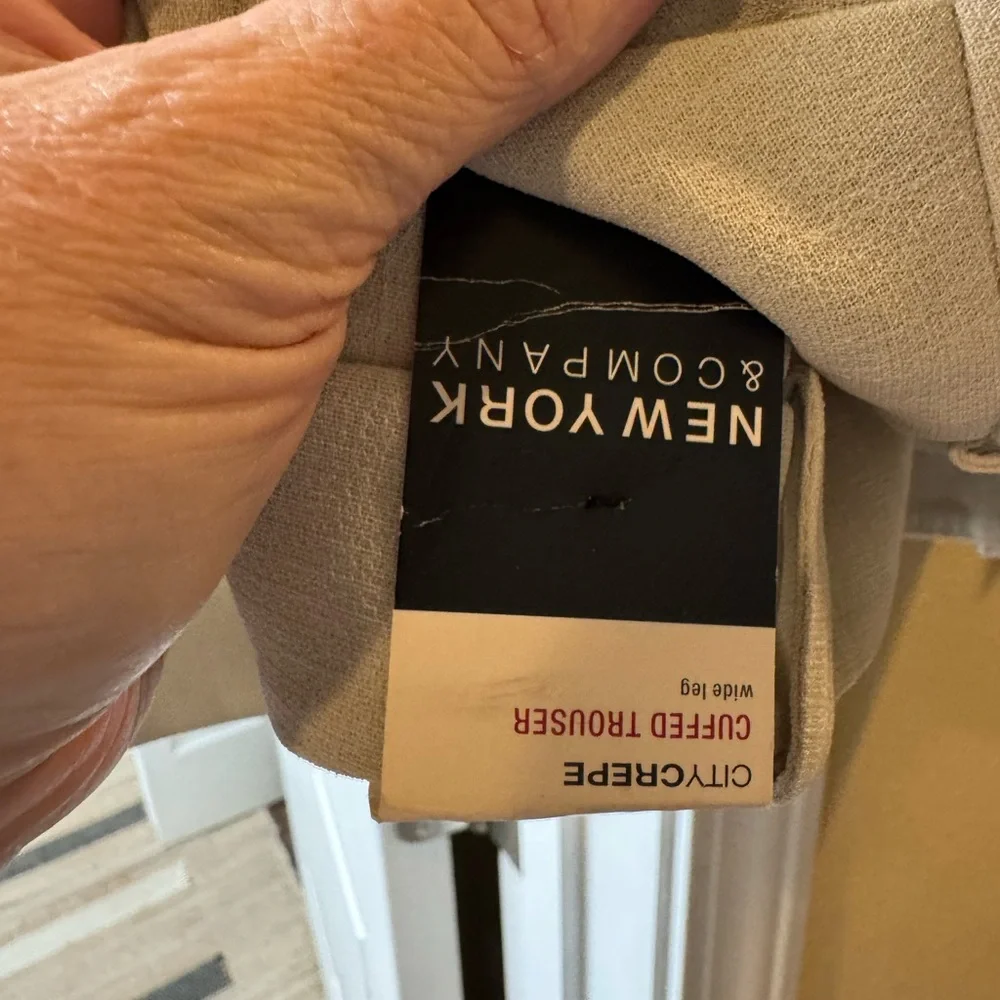 CITYCREPE
CUFFED TROUSER
wide leg
NEW YORK
& COMPANY